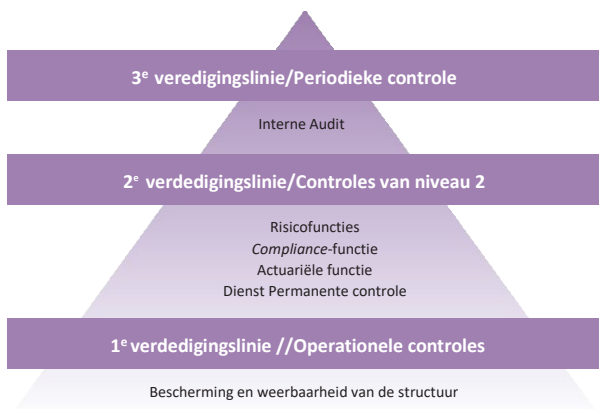 3e veredigingslinie/Periodieke controle
Interne Audit
2e verdedigingslinie/Controles van niveau 2
Risicofuncties
Compliance-functie
Actuariële functie
Dienst Permanente controle
1e verdedigingslinie //Operationele controles
Bescherming en weerbaarheid van de structuur